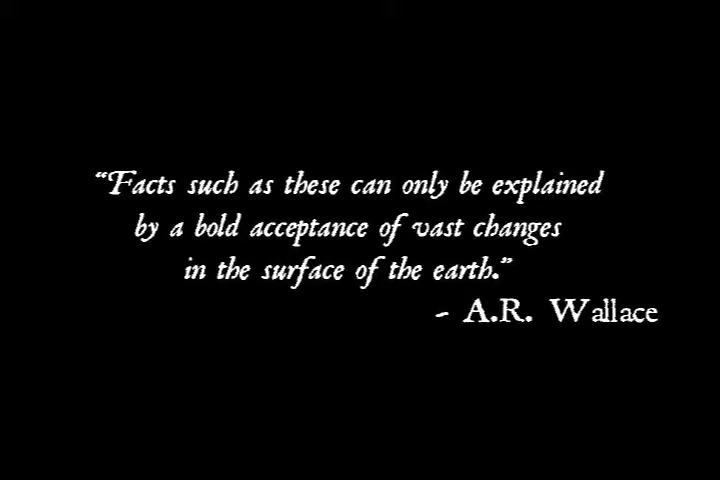 “Facts such as these can only be explained
by a bold acceptance of vast changes
in the surface of the earth.”
- A.R. Wallace